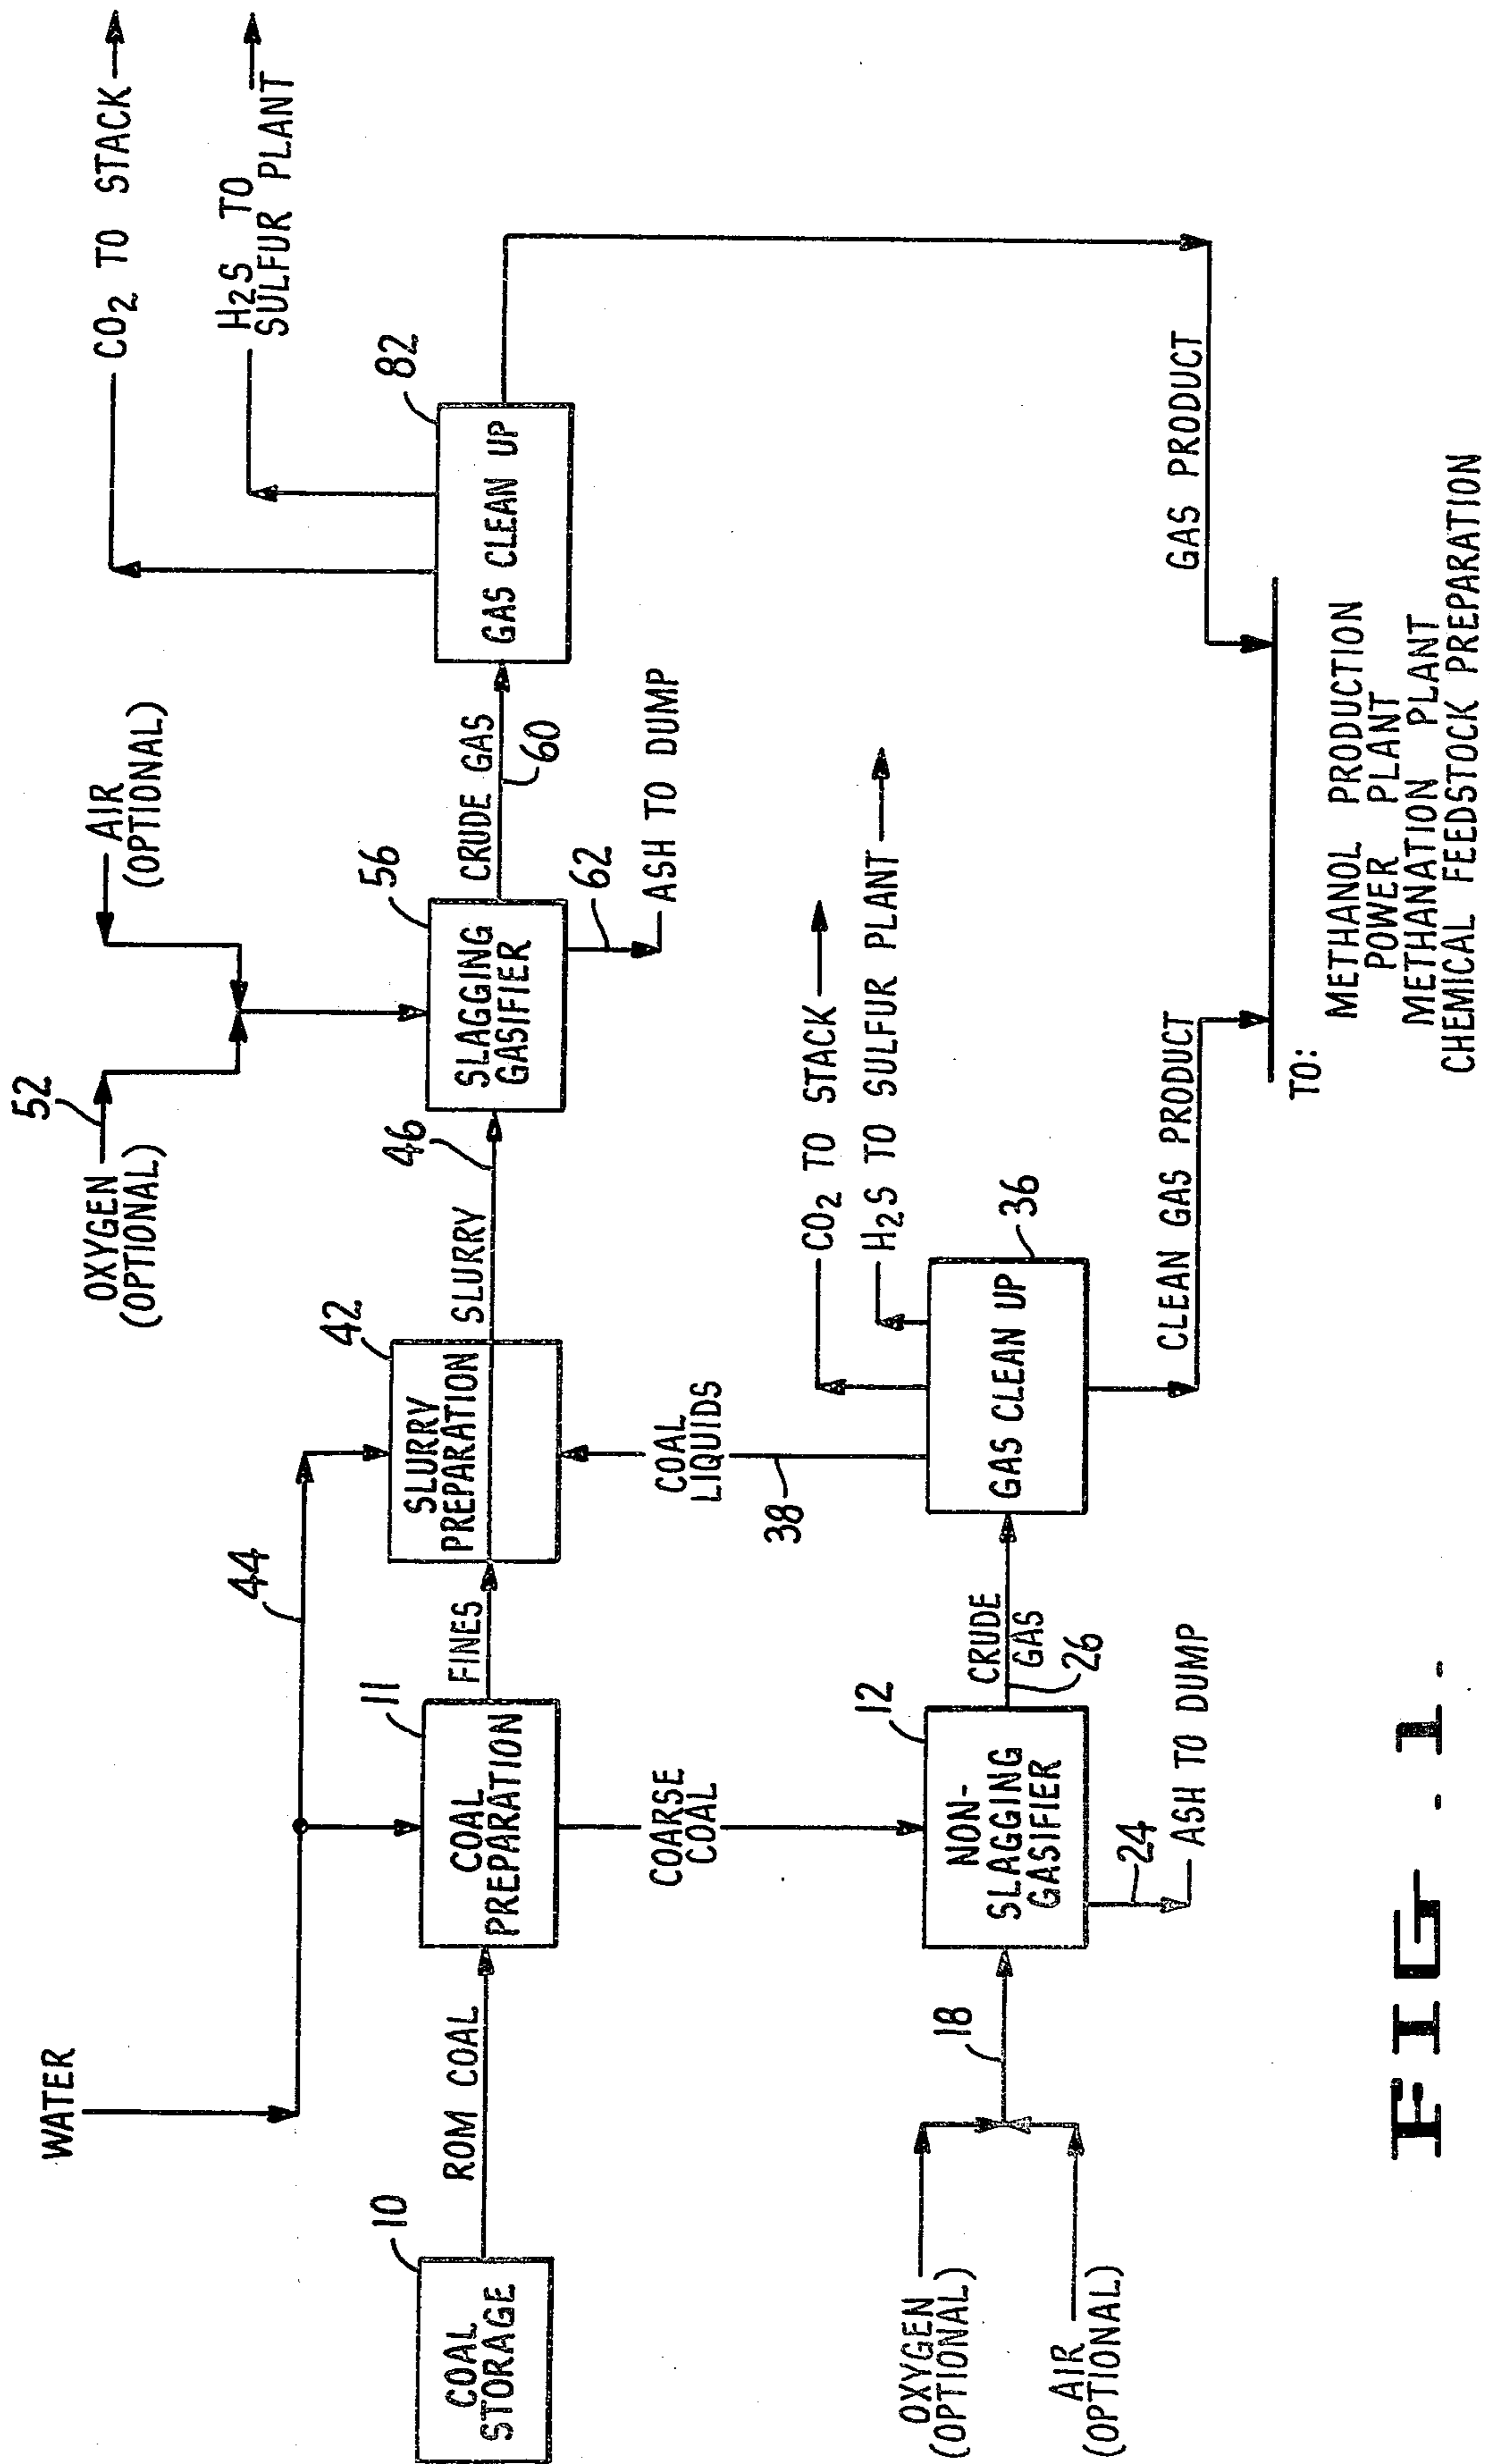 WATER
44
OXYGEN
(OPTIONAL)
52
AIR
(OPTIONAL)
CO2 TO STACK
H2S TO
SULFUR PLANT
10
COAL
STORAGE
ROM COAL
11
COAL
PREPARATION
FINES
42
SLURRY
PREPARATION
SLURRY
46
56
SLAGGING
GASIFIER
CRUDE GAS
60
82
GAS CLEAN UP
62
ASH TO DUMP
COARSE
COAL
COAL
LIQUIDS
38
CO2 TO STACK
H2S TO SULFUR PLANT
OXYGEN
(OPTIONAL)
AIR
(OPTIONAL)
18
12
NON-
SLAGGING
GASIFIER
CRUDE
GAS
26
36
GAS CLEAN UP
24
ASH TO DUMP
CLEAN GAS PRODUCT
GAS PRODUCT
TO:
METHANOL PRODUCTION
POWER PLANT
METHANATION PLANT
CHEMICAL FEEDSTOCK PREPARATION
FIG - 1.